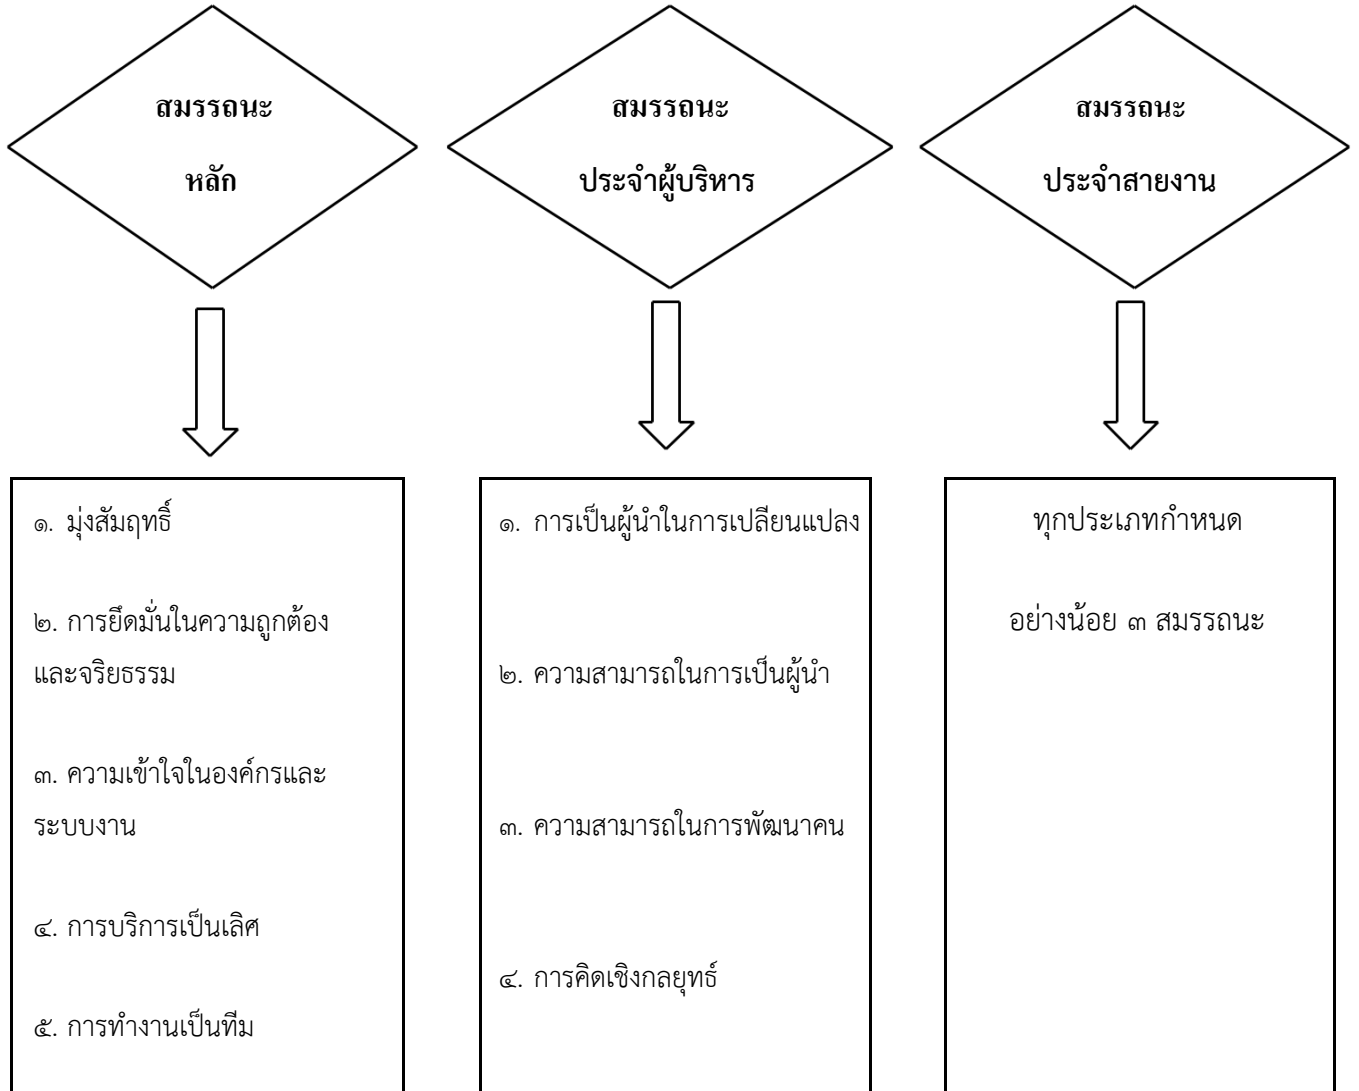 สมรรถนะ
หลัก
สมรรถนะ
ประจำผู้บริหาร
สมรรถนะ
ประจำสายงาน
๑. มุ่งสัมฤทธิ์
๒. การยึดมั่นในความถูกต้อง
และจริยธรรม
๓. ความเข้าใจในองค์กรและ
ระบบงาน
๔. การบริการเป็นเลิศ
๕. การทำงานเป็นทีม
๑. การเป็นผู้นำในการเปลียนแปลง
๒. ความสามารถในการเป็นผู้นำ
๓. ความสามารถในการพัฒนาคน
๔. การคิดเชิงกลยุทธ์
ทุกประเภทกำหนด
อย่างน้อย ๓ สมรรถนะ